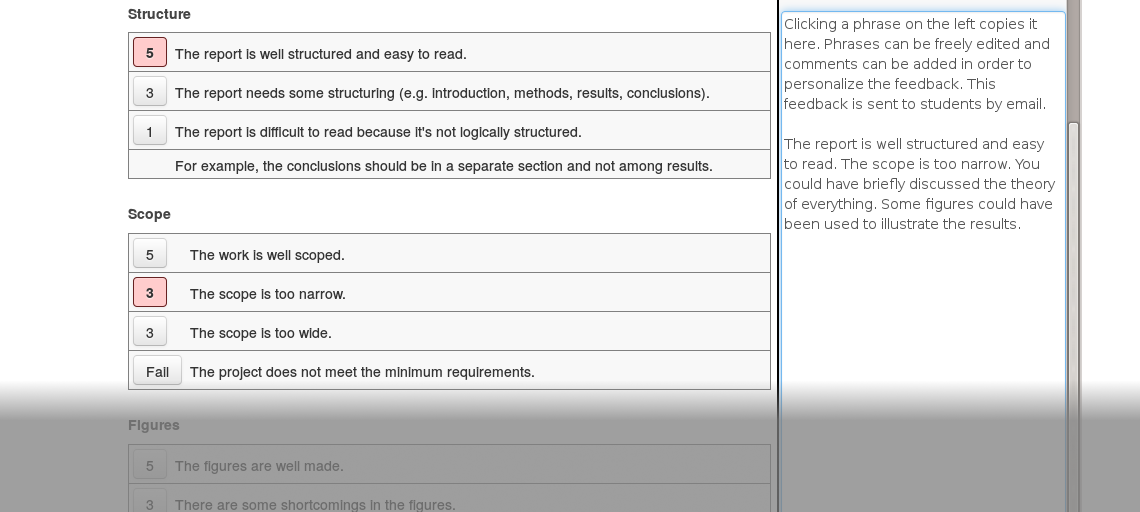 Structure
5 The report is well structured and easy to read.
3 The report needs some structuring (e.g. introduction, methods, results, conclusions).
1 The report is difficult to read because it's not logically structured.
For example, the conclusions should be in a separate section and not among results.
Scope
5 The work is well scoped.
3 The scope is too narrow.
3 The scope is too wide.
Fail The project does not meet the minimum requirements.
Figures
5 The figures are well made.
3 There are some shortcomings in the figures.
Clicking a phrase on the left copies it
here. Phrases can be freely edited and
comments can be added in order to
personalize the feedback. This
feedback is sent to students by email.
The report is well structured and easy
to read. The scope is too narrow. You
could have briefly discussed the theory
of everything. Some figures could have
been used to illustrate the results.